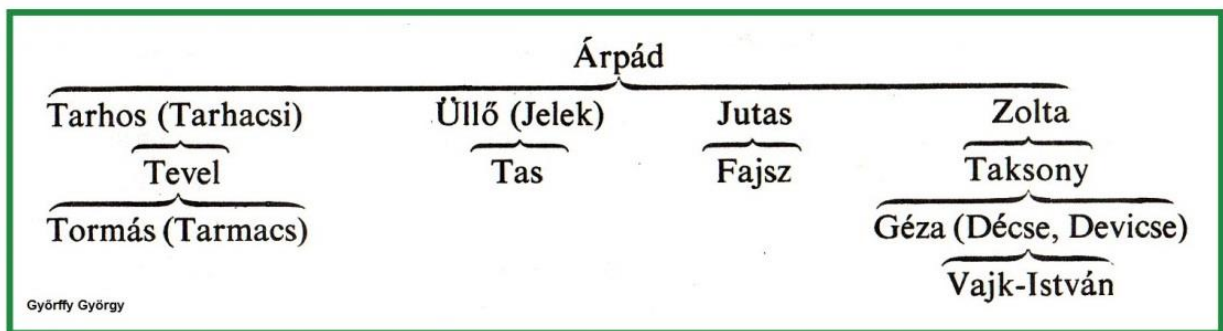 Árpád
Tarhos (Tarhacsi) Üllő (Jelek) Jutas Zolta
Tevel Tas Fajsz Taksony
Tormás (Tarmacs) Géza (Décse, Devicse)
Vajk-István
Györffy György